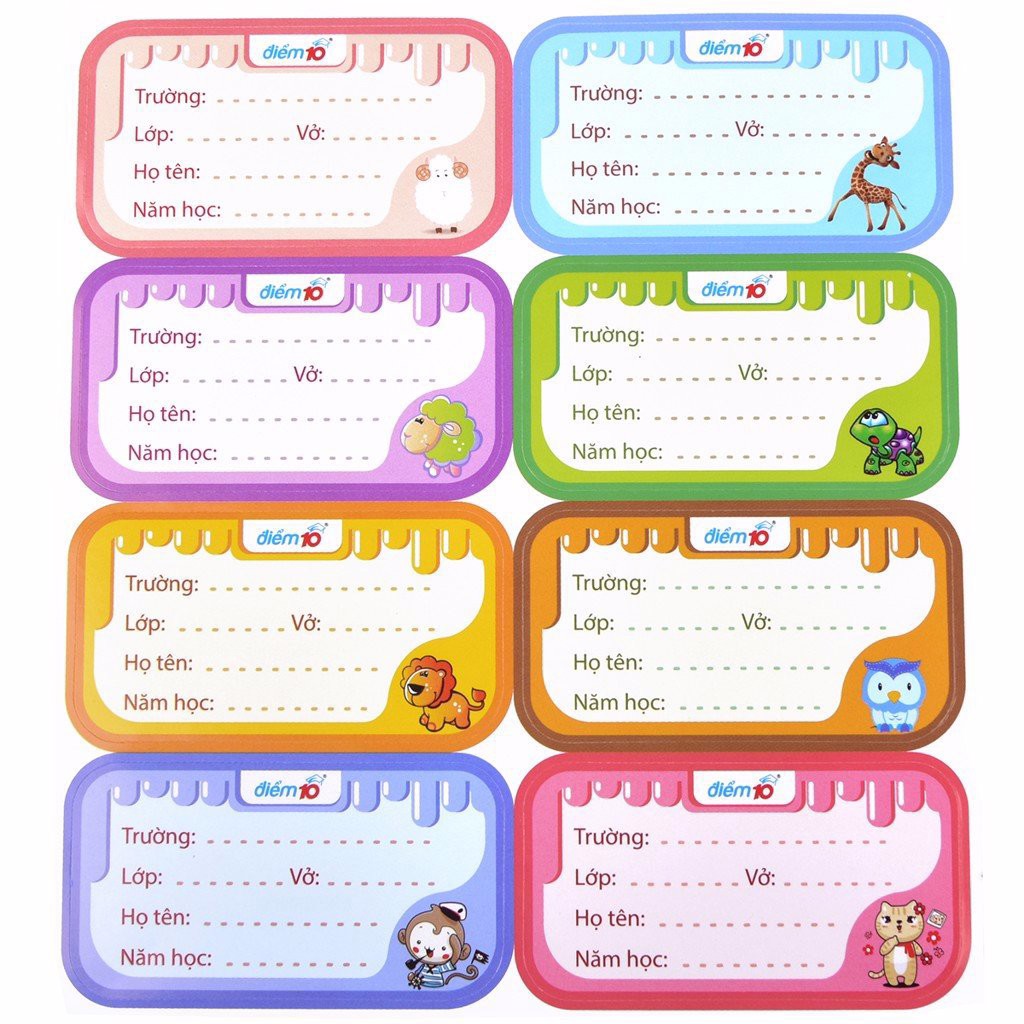 điểm10
Trường:
Lớp: Vở:
Họ tên:
Năm học:
điểm10
Trường:
Lớp: Vở:
Họ tên:
Năm học:
điểm10
Trường:
Lớp: Vở:
Họ tên:
Năm học:
điểm10
Trường:
Lớp: Vở:
Họ tên:
Năm học:
điểm10
Trường:
Lớp: Vở:
Họ tên:
Năm học:
điểm10
Trường:
Lớp: Vở:
Họ tên:
Năm học:
điểm10
Trường:
Lớp: Vở:
Họ tên:
Năm học:
điểm10
Trường:
Lớp: Vở:
Họ tên:
Năm học: